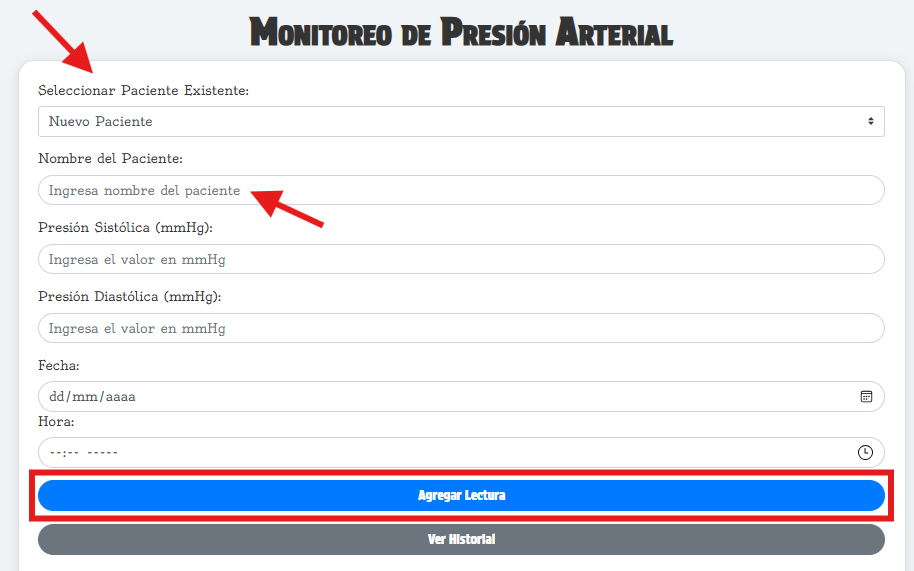 Monitoreo de Presión Arterial
Seleccionar Paciente Existente:
Nuevo Paciente
Nombre del Paciente:
Ingresa nombre del paciente
Presión Sistólica (mmHg):
Ingresa el valor en mmHg
Presión Diastólica (mmHg):
Ingresa el valor en mmHg
Fecha:
dd/mm/aaaa
Hora:
--:-- -----
Agregar Lectura
Ver Historial